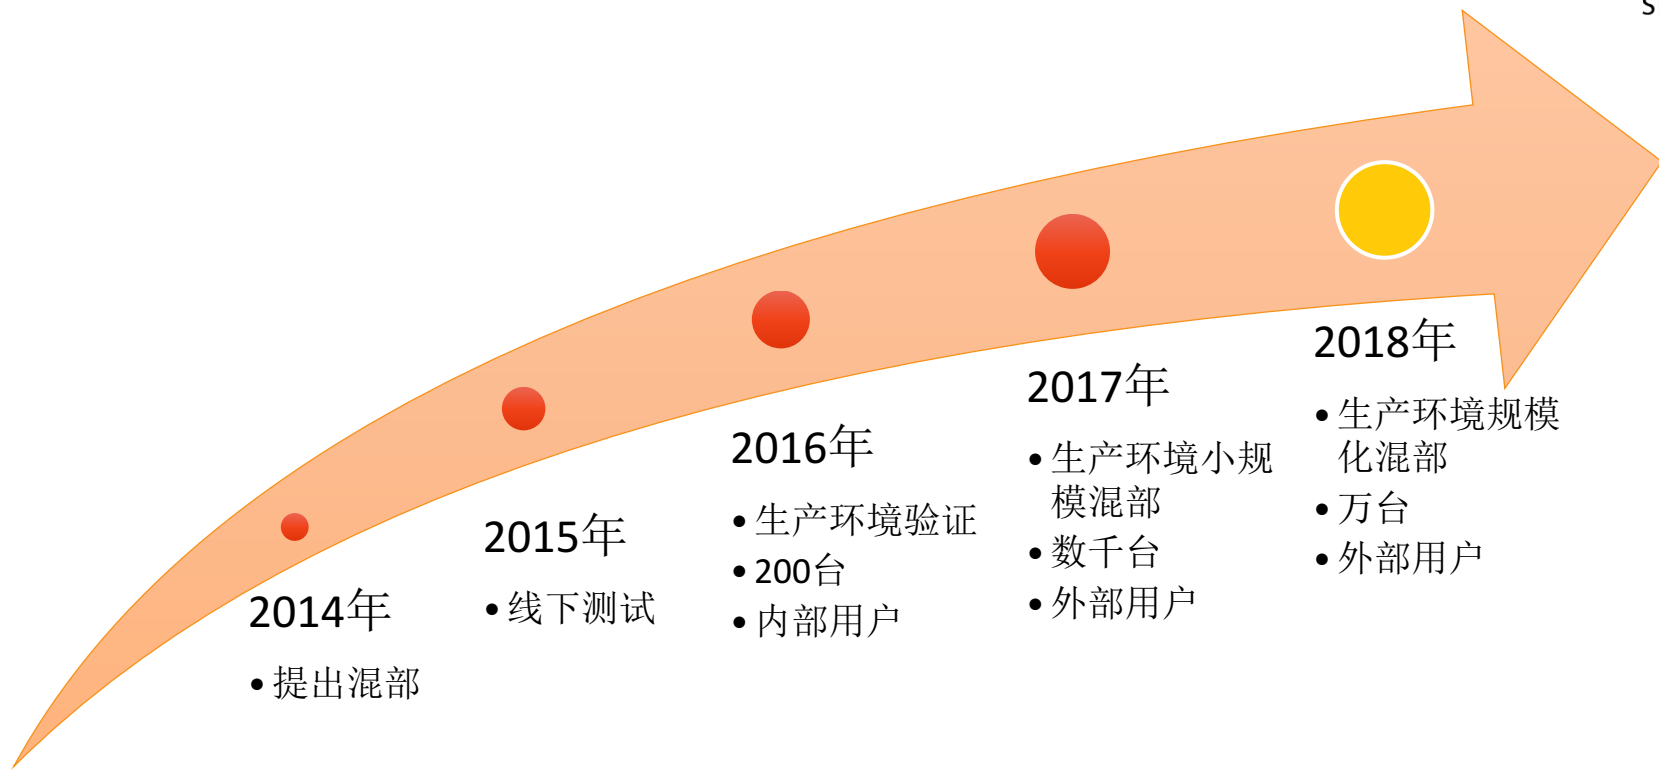 s
2014年
• 提出混部
2015年
• 线下测试
2016年
• 生产环境验证
• 200台
• 内部用户
2017年
• 生产环境小规
模混部
• 数千台
• 外部用户
2018年
• 生产环境规模
化混部
• 万台
• 外部用户